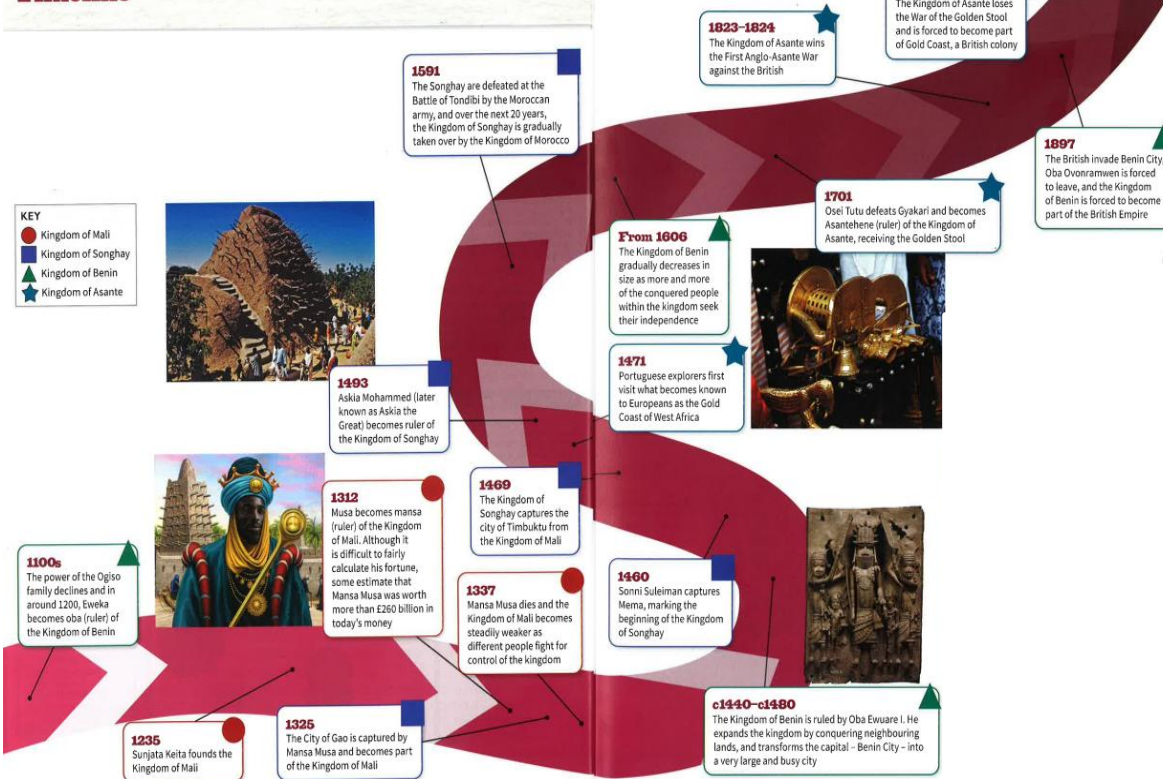 KEY
Kingdom of Mali
Kingdom of Songhay
Kingdom of Benin
Kingdom of Asante
1100s
The power of the Ogiso
family declines and in
around 1200, Eweka
becomes oba (ruler) of
the Kingdom of Benin
1235
Sunjata Keita founds the
Kingdom of Mali
1312
Musa becomes mansa
(ruler) of the Kingdom
of Mali. Although it
is difficult to fairly
calculate his fortune,
some estimate that
Mansa Musa was worth
more than £260 billion in
today's money
1325
The City of Gao is captured by
Mansa Musa and becomes part
of the Kingdom of Mali
1337
Mansa Musa dies and the
Kingdom of Mali becomes
steadily weaker as
different people fight for
control of the kingdom
c1440–c1480
The Kingdom of Benin is ruled by Oba Ewuare I. He
expands the kingdom by conquering neighbouring
lands, and transforms the capital – Benin City – into
a very large and busy city
1460
Sonni Suleiman captures
Mema, marking the
beginning of the Kingdom
of Songhay
1469
The Kingdom of
Songhay captures the
city of Timbuktu from
the Kingdom of Mali
1471
Portuguese explorers first
visit what becomes known
to Europeans as the Gold
Coast of West Africa
1493
Askia Mohammed (later
known as Askia the
Great) becomes ruler of
the Kingdom of Songhay
1591
The Songhay are defeated at the
Battle of Tondibi by the Moroccan
army, and over the next 20 years,
the Kingdom of Songhay is gradually
taken over by the Kingdom of Morocco
From 1606
The Kingdom of Benin
gradually decreases in
size as more and more
of the conquered people
within the kingdom seek
their independence
1701
Osei Tutu defeats Gyakari and becomes
Asantehene (ruler) of the Kingdom of
Asante, receiving the Golden Stool
1823–1824
The Kingdom of Asante wins
the First Anglo-Asante War
against the British
1897
The British invade Benin City,
Oba Ovonramwen is forced
to leave, and the Kingdom
of Benin is forced to become
part of the British Empire
The Kingdom of Asante loses
the War of the Golden Stool
and is forced to become part
of Gold Coast, a British colony